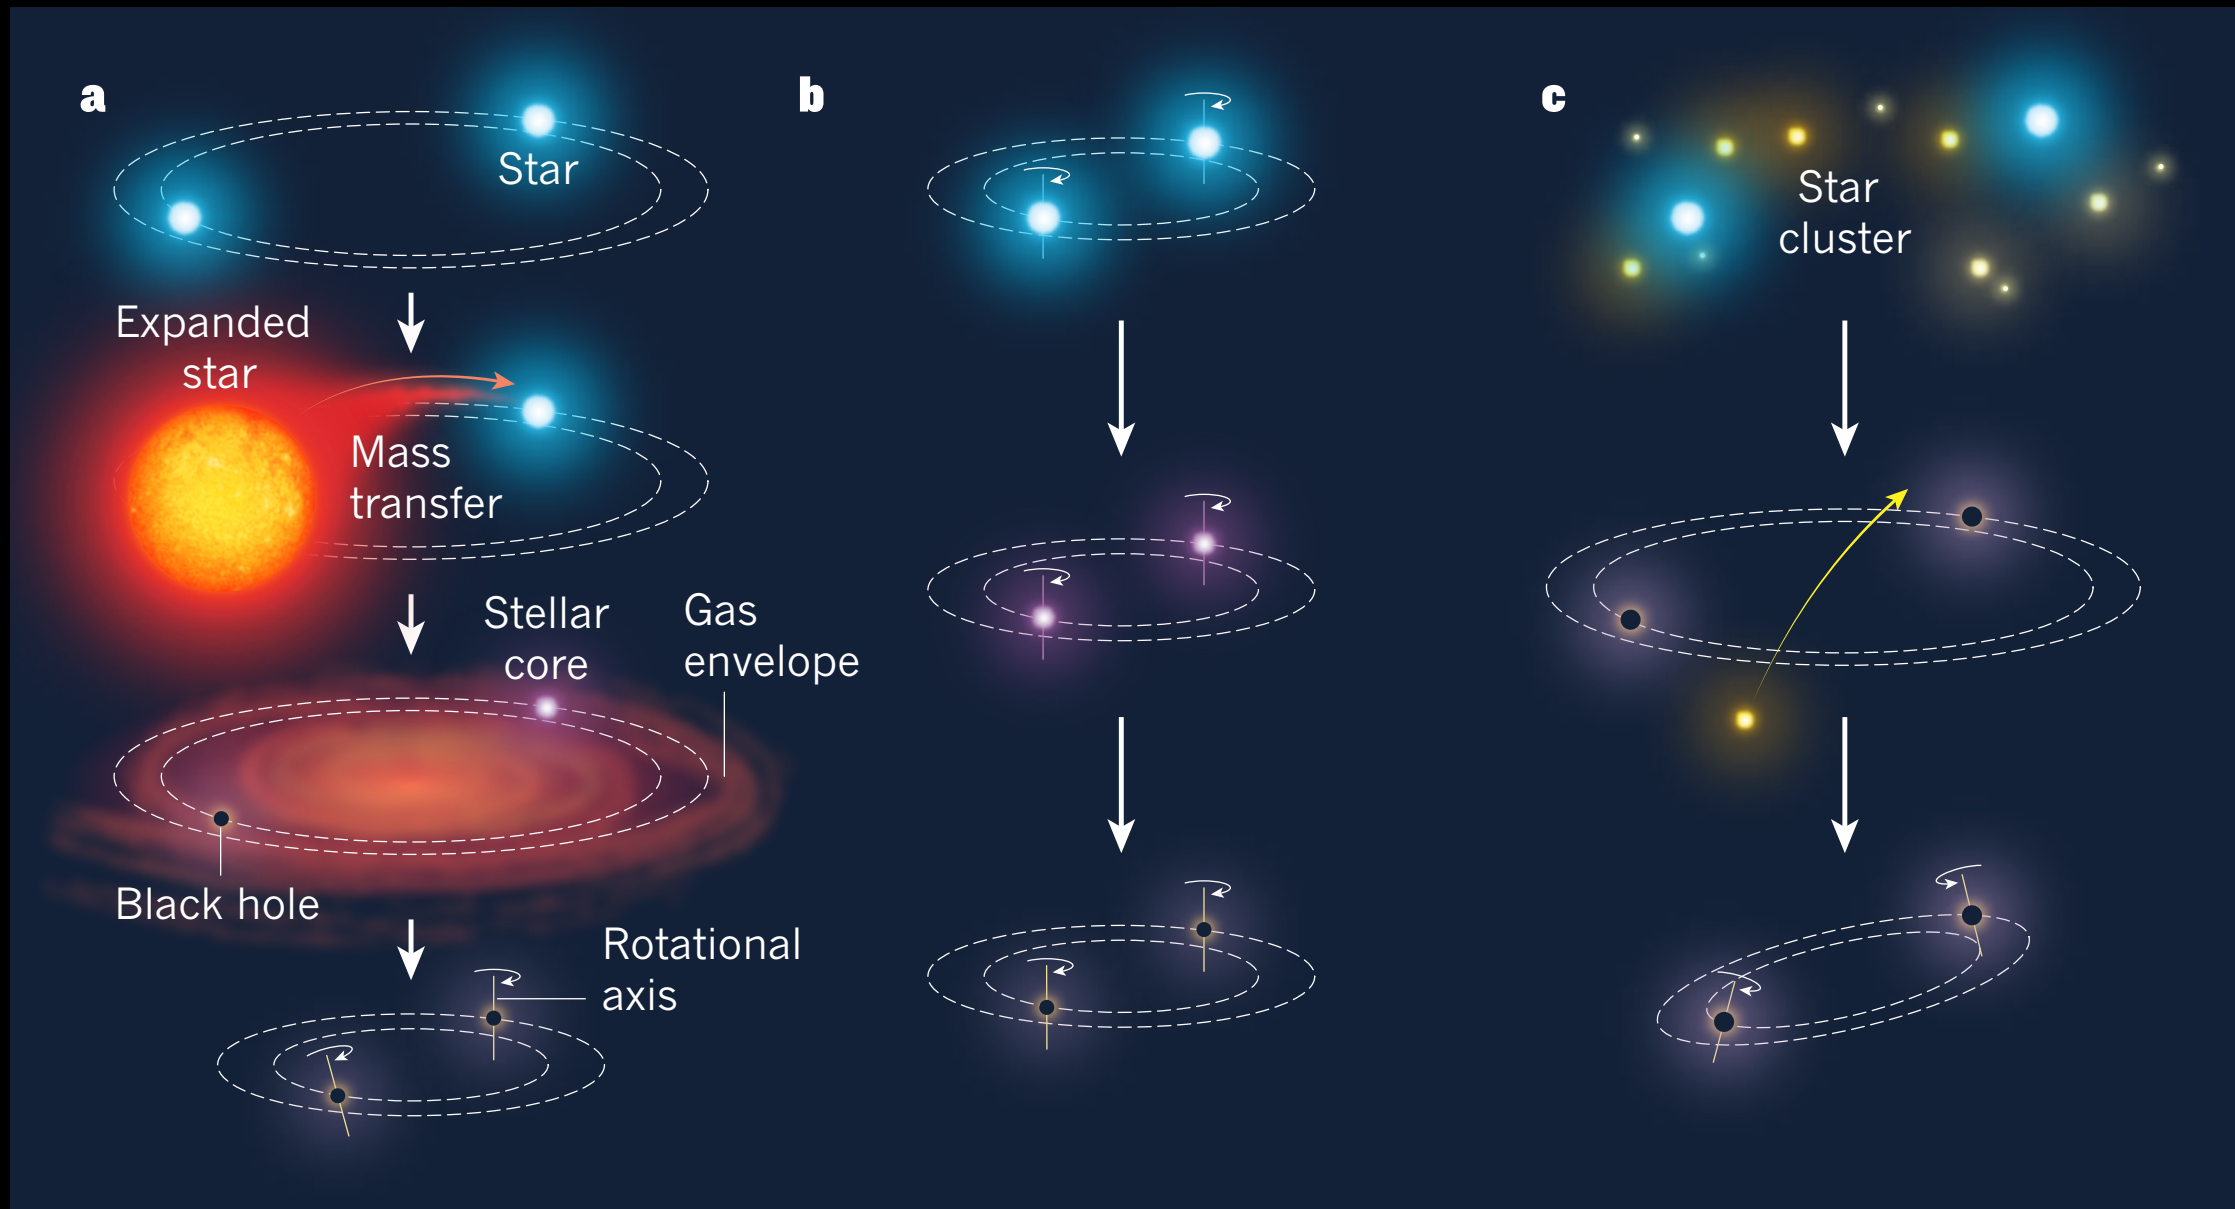 a
Star
Expanded
star
Mass
transfer
Stellar
core
Gas
envelope
Black hole
Rotational
axis
b
c
Star
cluster